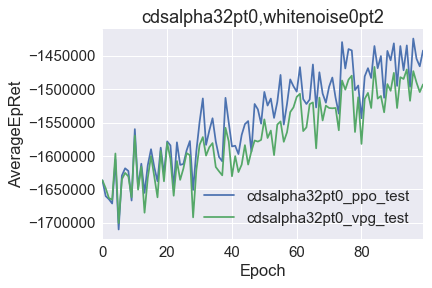 cdsalpha32pt0,whitenoise0pt2
AverageEpRet
−1450000
−1500000
−1550000
−1600000
−1650000
−1700000
cdsalpha32pt0_ppo_test
cdsalpha32pt0_vpg_test
0 20 40 60 80
Epoch